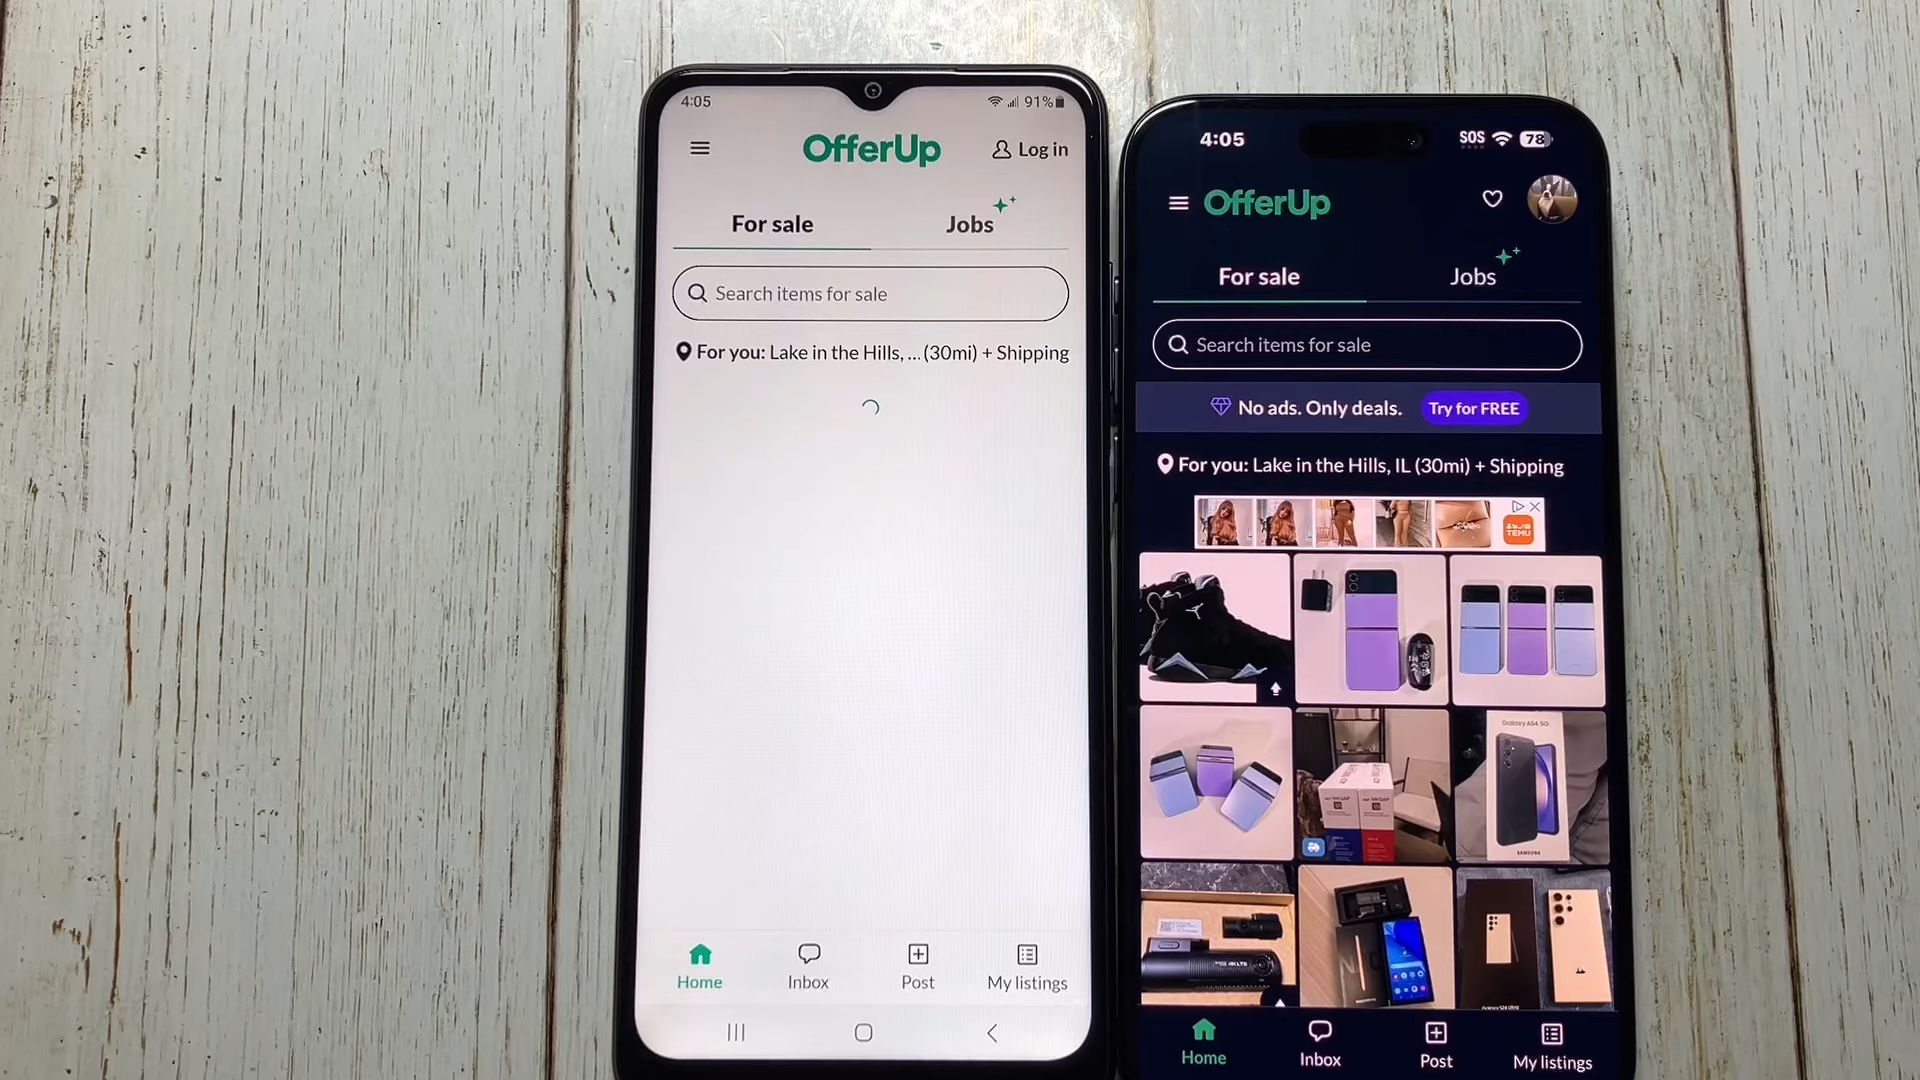 4:05
91%
OfferUp
Log in
For sale
Jobs
Search items for sale
For you: Lake in the Hills, ... (30mi) + Shipping
Home
Inbox
Post
My listings
4:05
SOS
78
OfferUp
For sale
Jobs
Search items for sale
No ads. Only deals.
Try for FREE
For you: Lake in the Hills, IL (30mi) + Shipping
TEMU
Galaxy A54 5G
SAMSUNG
Home
Inbox
Post
My listings